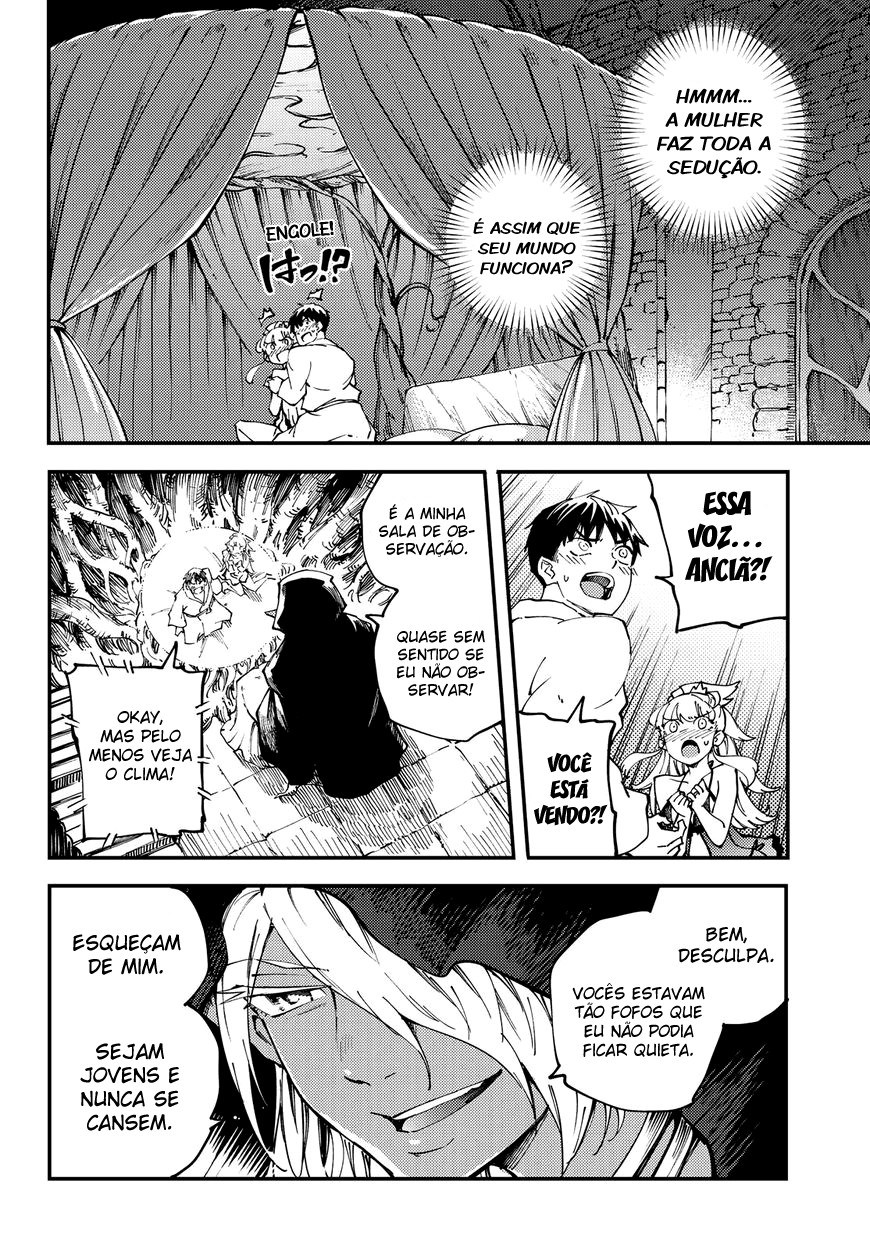 HMMM...
A MULHER
FAZ TODA A
SEDUÇÃO.
É ASSIM QUE
SEU MUNDO
FUNCIONA?
ENGOLE!
はっ!?
ESSA
VOZ...
ANCIÃ?!
VOCÊ
ESTÁ
VENDO?!
É A MINHA
SALA DE OB-
SERVAÇÃO.
QUASE SEM
SENTIDO SE
EU NÃO OB-
SERVAR!
OKAY,
MAS PELO
MENOS VEJA
O CLIMA!
BEM,
DESCULPA.
VOCÊS ESTAVAM
TÃO FOFOS QUE
EU NÃO PODIA
FICAR QUIETA.
ESQUEÇAM
DE MIM.
SEJAM
JOVENS E
NUNCA SE
CANSEM.